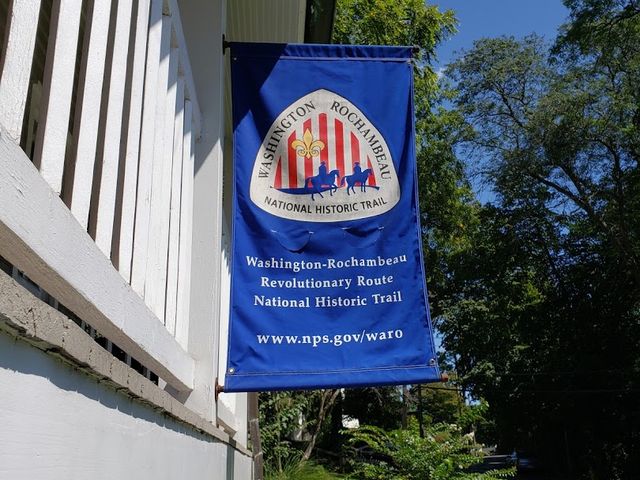 WASHINGTON ROCHAMBEAU
NATIONAL HISTORIC TRAIL
Washington-Rochambeau
Revolutionary Route
National Historic Trail
www.nps.gov/waro